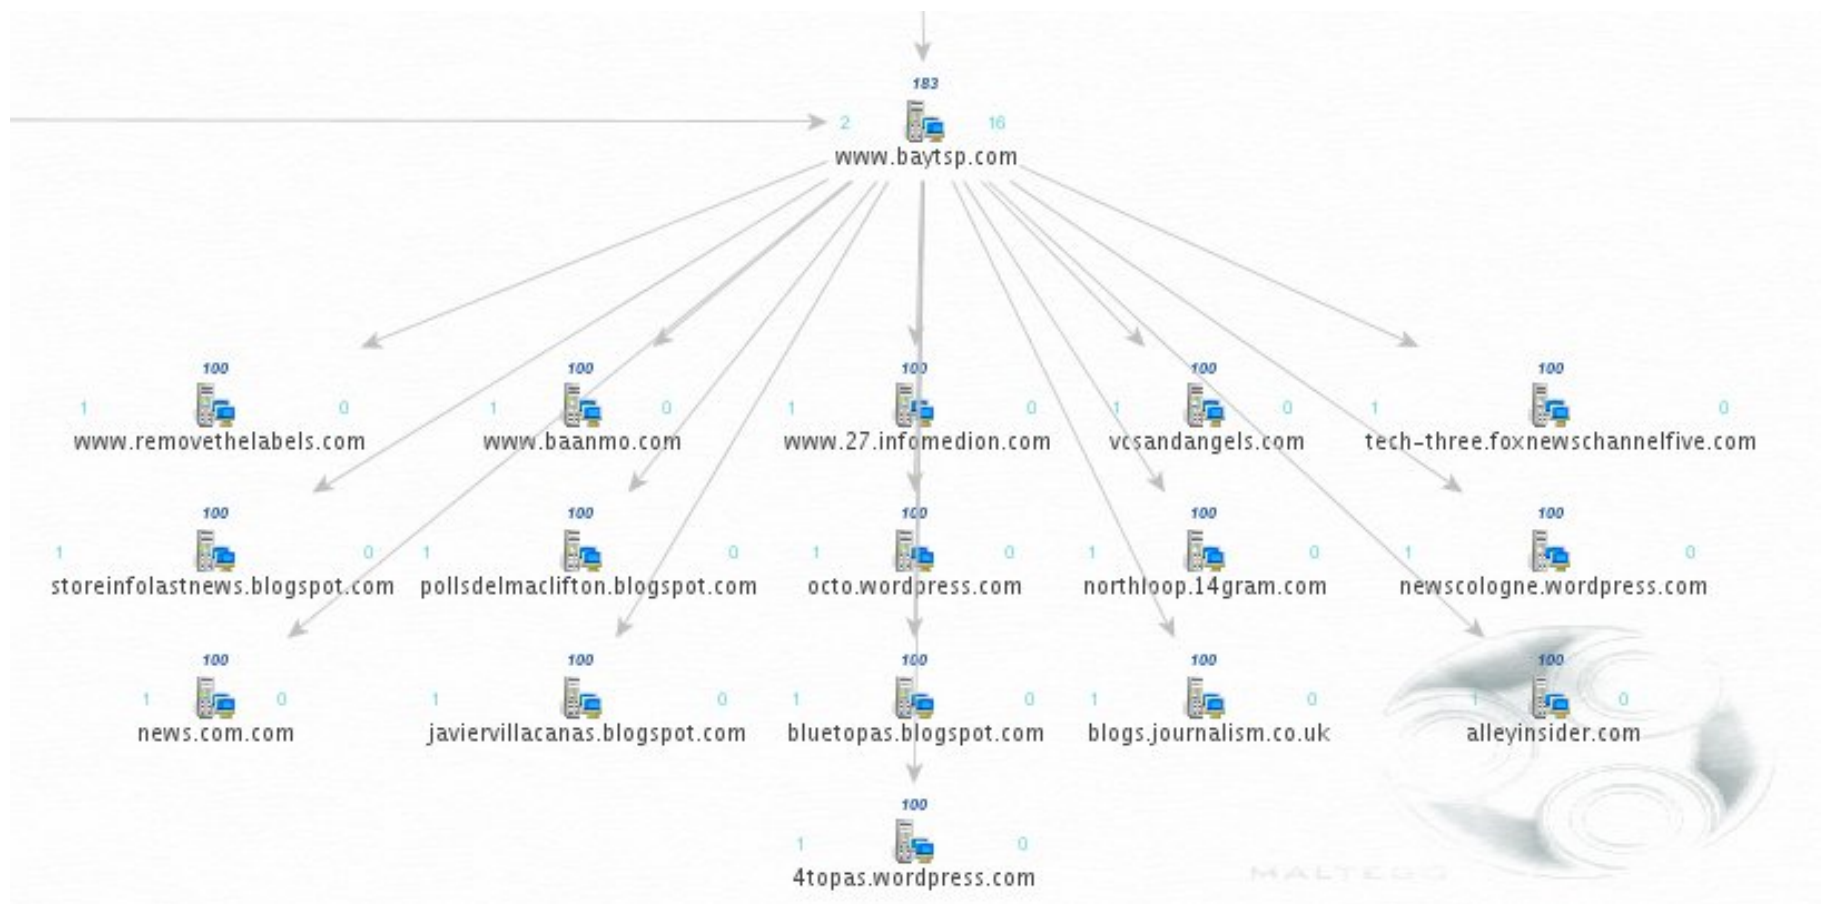 183
2 16
www.baytsp.com
100 100 100 100 100
1 0 1 0 1 0 1 0 1 0
www.removethelabels.com www.baanmo.com www.27.infomedion.com vcsandangels.com tech-three.foxnewschannelfive.com
100 100 100 100 100
1 0 1 0 1 0 1 0 1 0
storeinfolastnews.blogspot.com pollsdelmaclifton.blogspot.com octo.wordpress.com northloop.14gram.com newscologne.wordpress.com
100 100 100 100 100
1 0 1 0 1 0 1 0 1 0
news.com.com javiervillacanas.blogspot.com bluetopas.blogspot.com blogs.journalism.co.uk alleyinsider.com
100
1 0
4topas.wordpress.com
MALTEGO